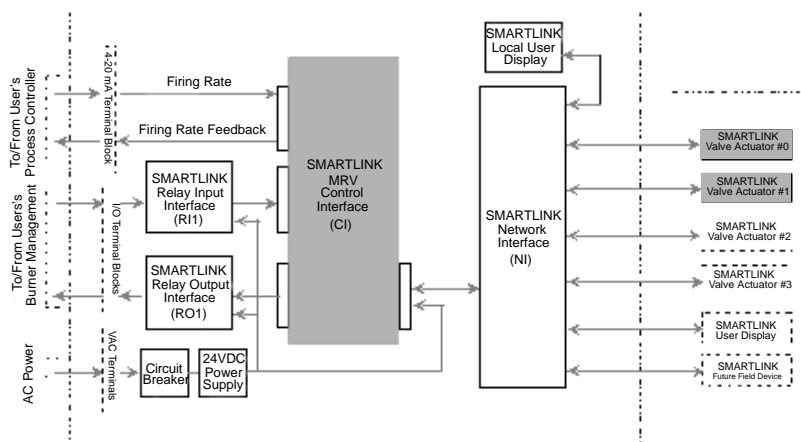 To/From User's
Process Controller
4-20 mA Terminal Block
Firing Rate
Firing Rate Feedback
To/From Users's
Burner Management
I/O Terminal Blocks
SMARTLINK
Relay Input
Interface
(RI1)
SMARTLINK
Relay Output
Interface
(RO1)
AC Power
VAC Terminals
Circuit
Breaker
24VDC
Power
Supply
SMARTLINK
MRV
Control
Interface
(CI)
SMARTLINK
Local User
Display
SMARTLINK
Network
Interface
(NI)
SMARTLINK
Valve Actuator #0
SMARTLINK
Valve Actuator #1
SMARTLINK
Valve Actuator #2
SMARTLINK
Valve Actuator #3
SMARTLINK
User Display
SMARTLINK
Future Field Device